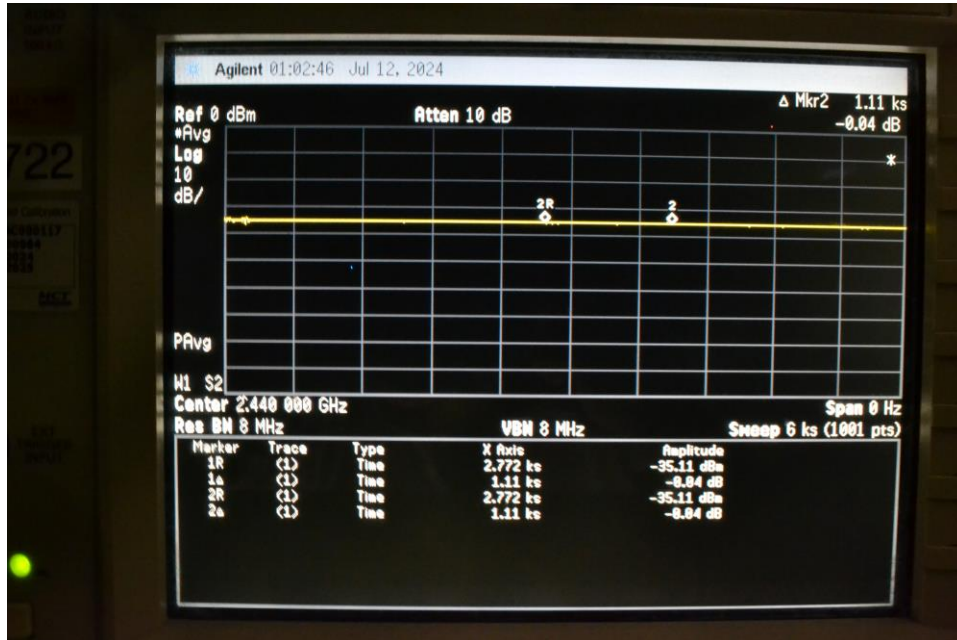 Agilent 01:02:46 Jul 12, 2024
Δ Mkr2 1.11 ks
Ref 0 dBm Atten 10 dB -0.04 dB
#Avg
Log
10
dB/
*
2R 2
PAvg
W1 S2
Center 2.440 000 GHz Span 0 Hz
Res BW 8 MHz VBW 8 MHz Sweep 6 ks (1001 pts)
Marker Trace Type X Axis Amplitude
1R (1) Time 2.772 ks -35.11 dBm
1Δ (1) Time 1.11 ks -0.04 dB
2R (1) Time 2.772 ks -35.11 dBm
2Δ (1) Time 1.11 ks -0.04 dB
722